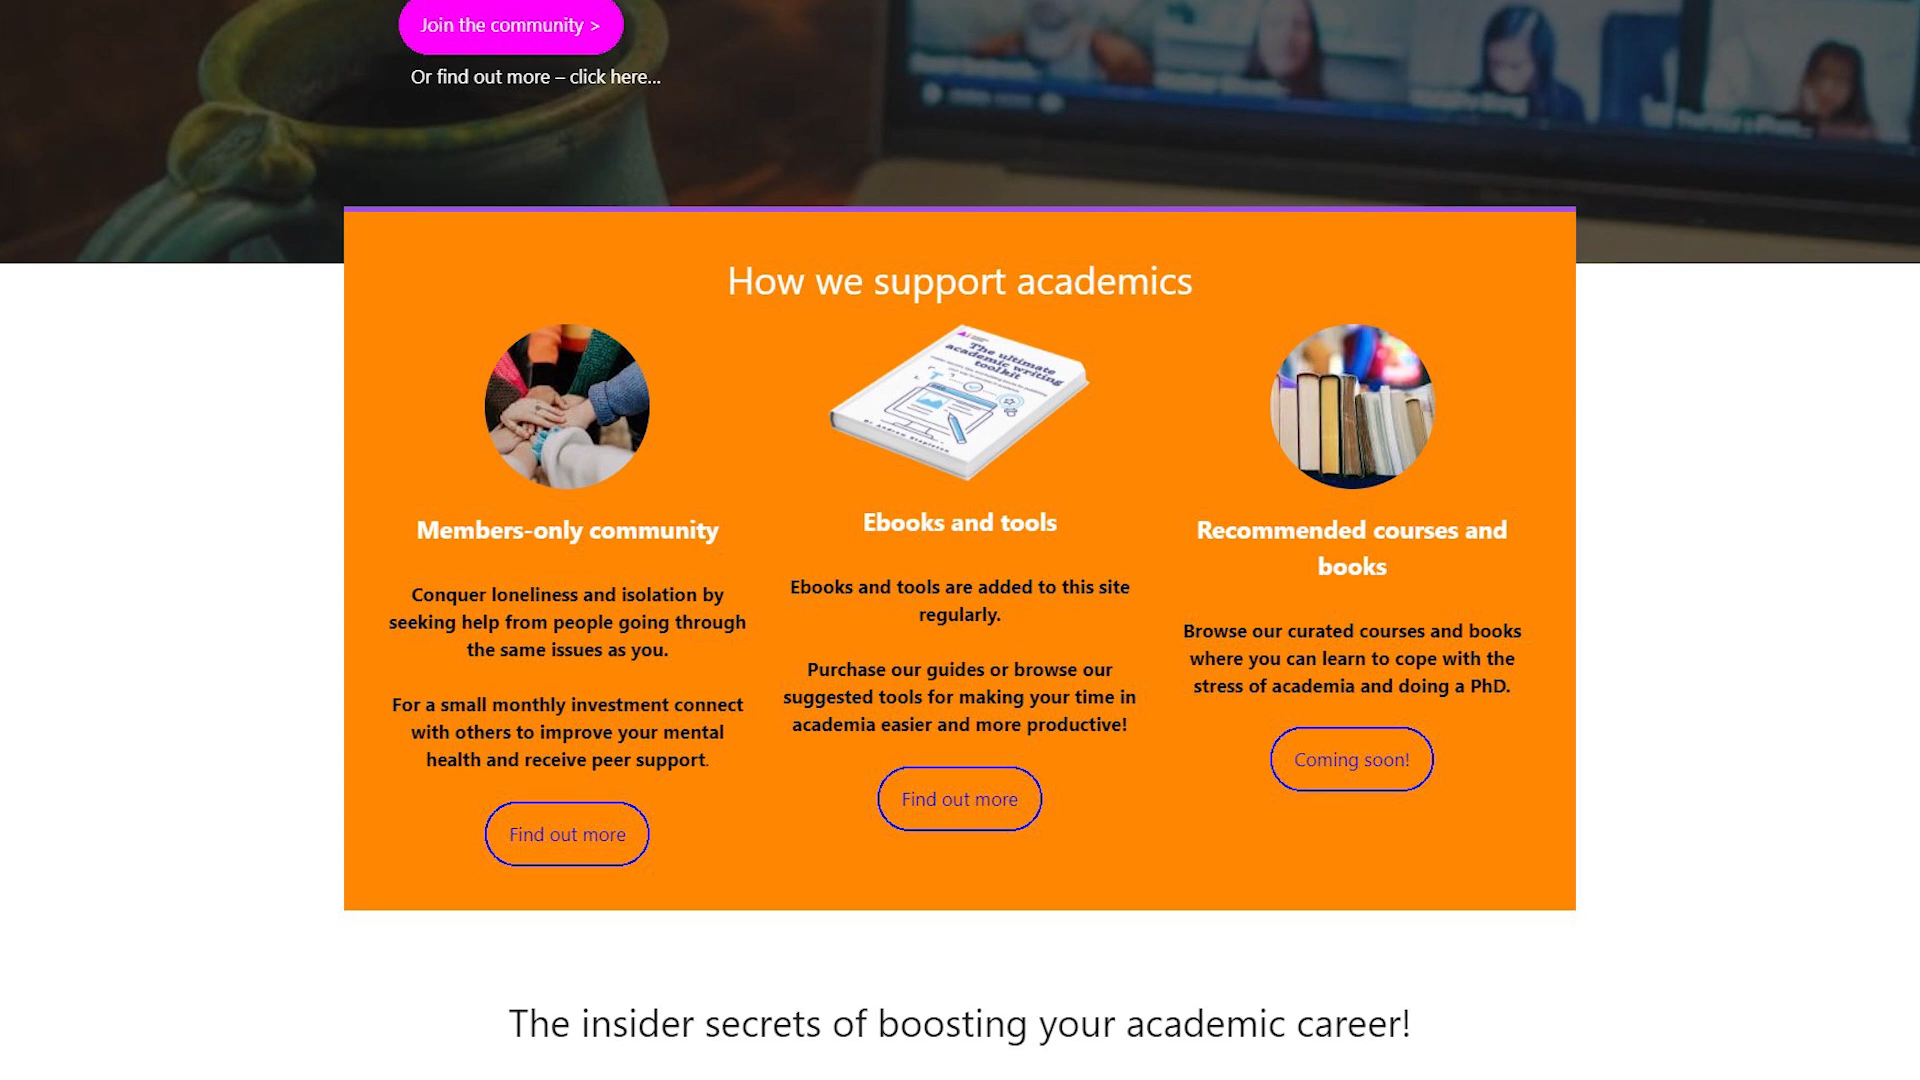 Join the community >
Or find out more – click here...
How we support academics
The ultimate
academic writing
toolkit
Members-only community
Conquer loneliness and isolation by
seeking help from people going through
the same issues as you.
For a small monthly investment connect
with others to improve your mental
health and receive peer support.
Find out more
Ebooks and tools
Ebooks and tools are added to this site
regularly.
Purchase our guides or browse our
suggested tools for making your time in
academia easier and more productive!
Find out more
Recommended courses and
books
Browse our curated courses and books
where you can learn to cope with the
stress of academia and doing a PhD.
Coming soon!
The insider secrets of boosting your academic career!